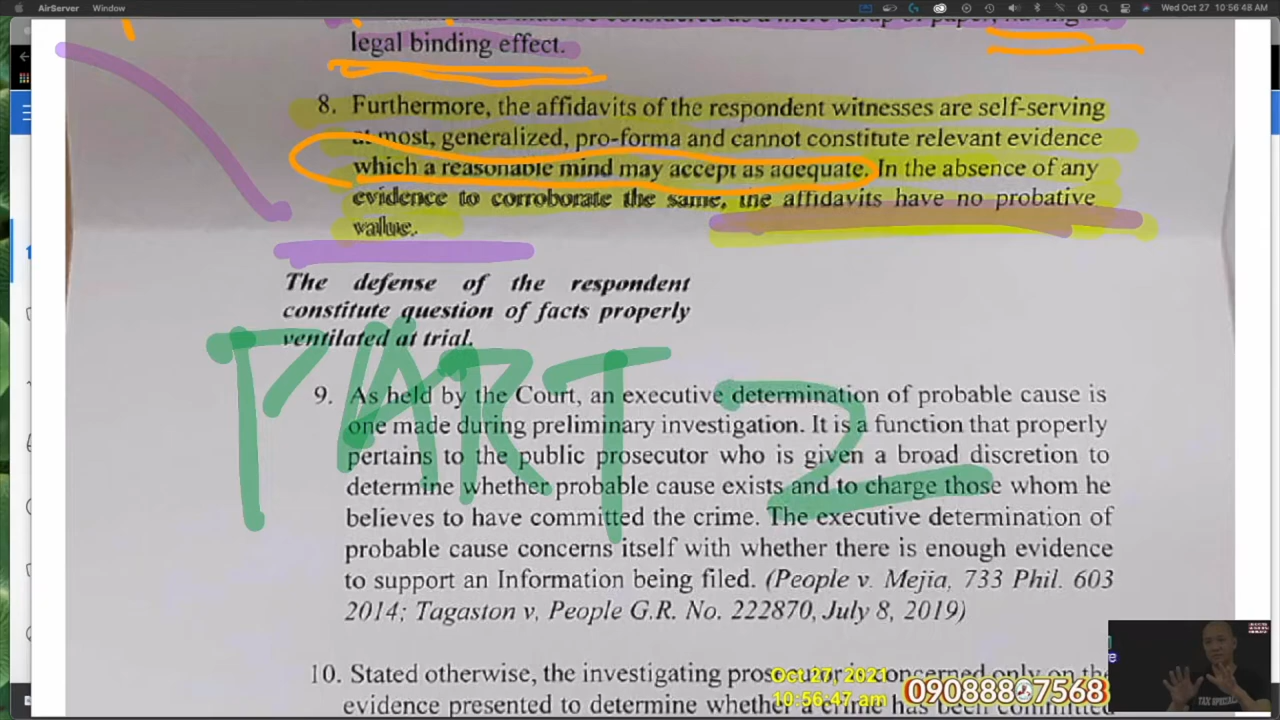 AirServer Window Wed Oct 27 10:56:48 AM
legal binding effect.
8. Furthermore, the affidavits of the respondent witnesses are self-serving
at most, generalized, pro-forma and cannot constitute relevant evidence
which a reasonable mind may accept as adequate. In the absence of any
evidence to corroborate the same, the affidavits have no probative
value.
The defense of the respondent
constitute question of facts properly
ventilated at trial.
PART 2
9. As held by the Court, an executive determination of probable cause is
one made during preliminary investigation. It is a function that properly
pertains to the public prosecutor who is given a broad discretion to
determine whether probable cause exists and to charge those whom he
believes to have committed the crime. The executive determination of
probable cause concerns itself with whether there is enough evidence
to support an Information being filed. (People v. Mejia, 733 Phil. 603
2014; Tagaston v, People G.R. No. 222870, July 8, 2019)
10. Stated otherwise, the investigating prosecutor is concerned only on the
evidence presented to determine whether a crime has been committed
Oct 27, 2021
10:56:47 am
09088807568
TAX SPECIAL